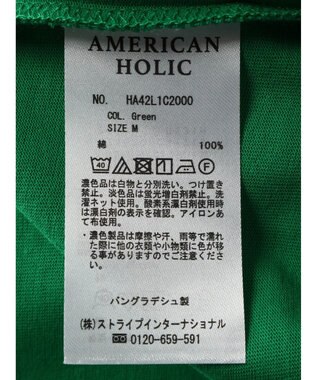 AMERICAN
HOLIC
NO. HA42L1C2000
COL. Green
SIZE M
綿 100%
40
濃色品は白物と分別洗い。つけ置き
禁止。淡色品は蛍光増白剤禁止。洗
濯ネット使用。酸素系漂白剤使用時
は漂白剤の表示を確認。アイロンあ
て布使用。
・濃色製品は摩擦や汗、雨等で濡れ
た際に他の衣類や小物類に色が移
る事がありますのでご注意くださ
い。
バングラデシュ製
(株)ストライプインターナショナル
0120-659-591